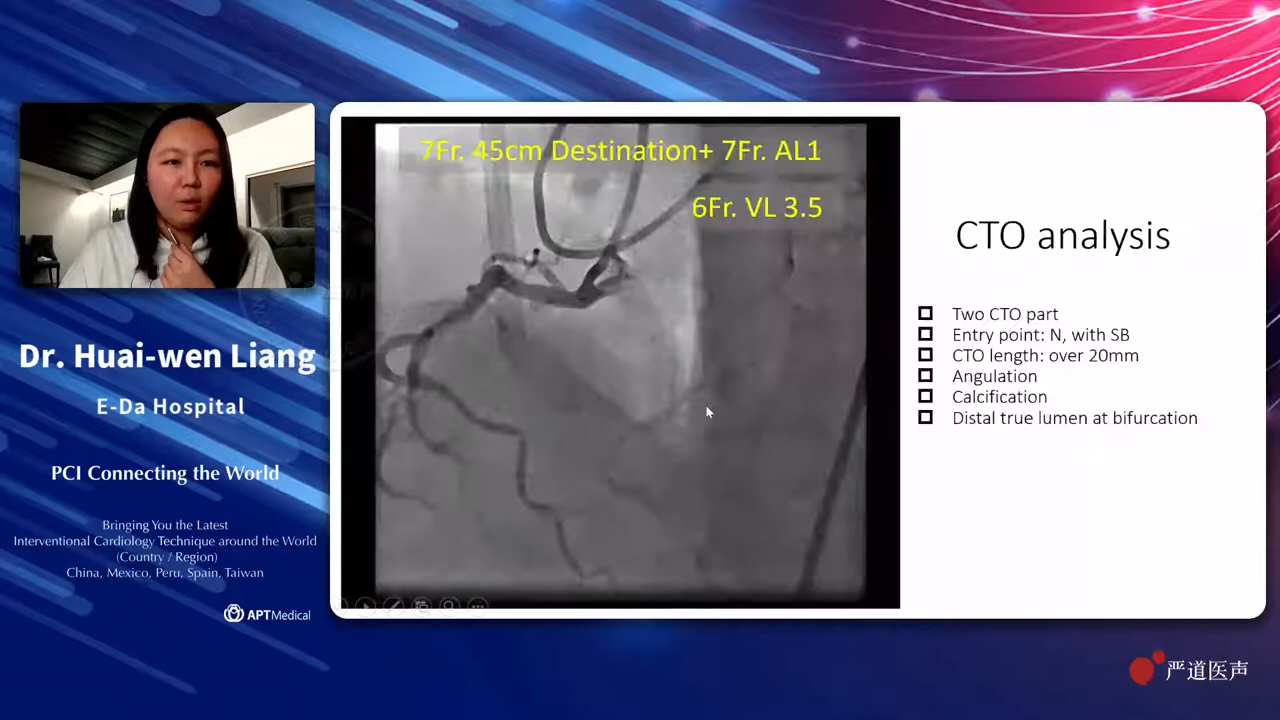 7Fr. 45cm Destination+ 7Fr. AL1
6Fr. VL 3.5
CTO analysis
Two CTO part
Entry point: N, with SB
CTO length: over 20mm
Angulation
Calcification
Distal true lumen at bifurcation
Dr. Huai-wen Liang
E-Da Hospital
PCI Connecting the World
Bringing You the Latest
Interventional Cardiology Technique around the World
(Country / Region)
China, Mexico, Peru, Spain, Taiwan
APTMedical
严道医声